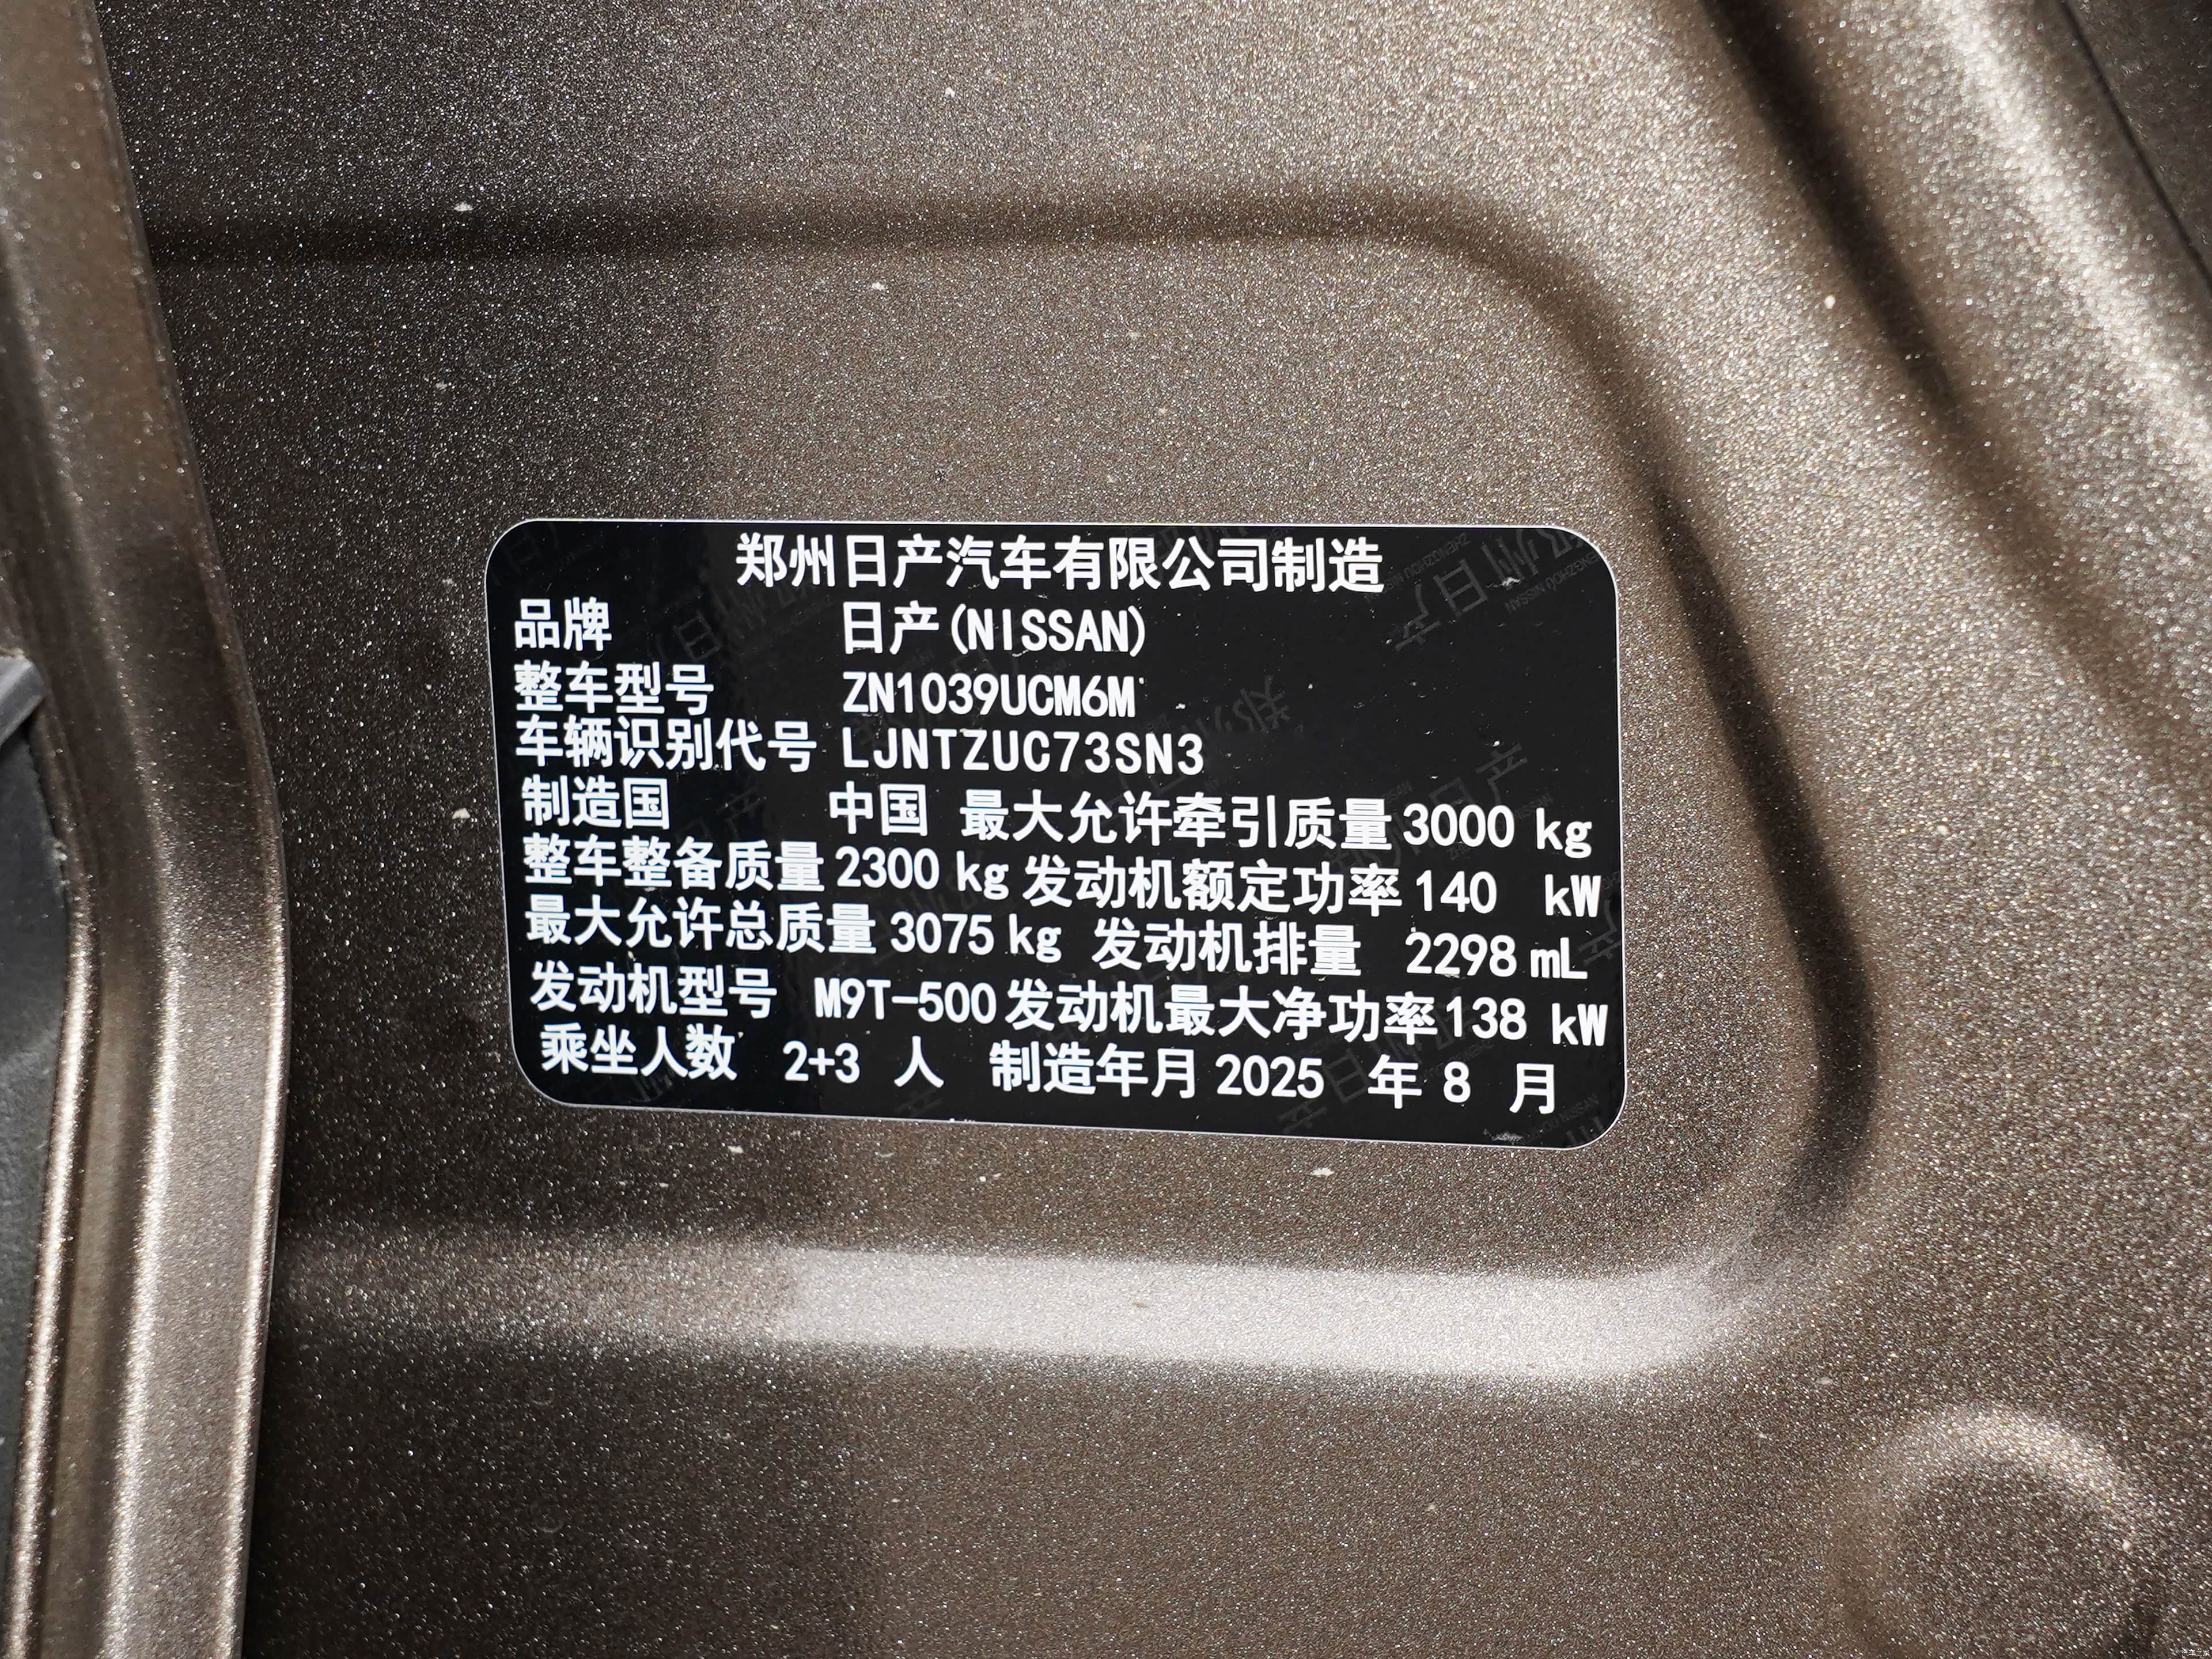 郑州日产汽车有限公司制造
品牌 日产(NISSAN)
整车型号 ZN1039UCM6M
车辆识别代号 LJNTZUC73SN3
制造国 中国 最大允许牵引质量 3000 kg
整车整备质量 2300 kg 发动机额定功率 140 kW
最大允许总质量 3075 kg 发动机排量 2298 mL
发动机型号 M9T-500 发动机最大净功率 138 kW
乘坐人数 2+3 人 制造年月 2025 年 8 月